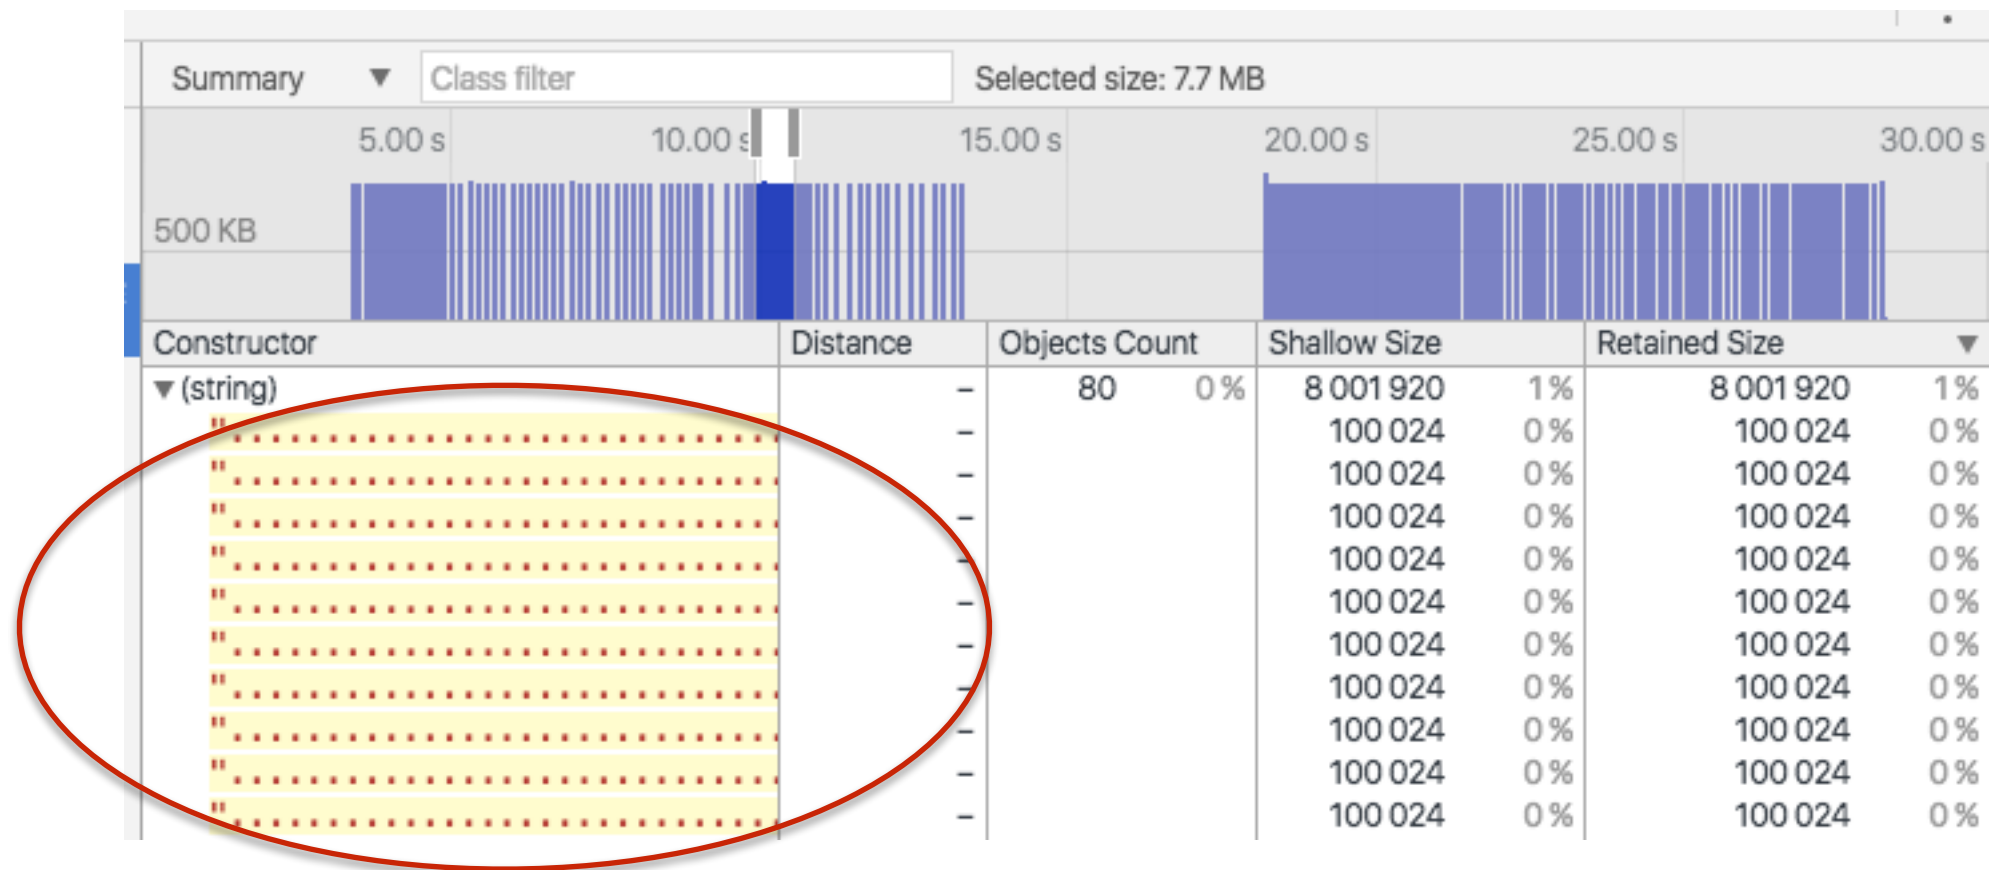 Summary ▼ Class filter Selected size: 7.7 MB
5.00 s 10.00 s 15.00 s 20.00 s 25.00 s 30.00 s
500 KB
Constructor Distance Objects Count Shallow Size Retained Size ▼
▼(string) – 80 0% 8 001 920 1% 8 001 920 1%
"........................... – 100 024 0% 100 024 0%
"........................... – 100 024 0% 100 024 0%
"........................... – 100 024 0% 100 024 0%
"........................... – 100 024 0% 100 024 0%
"........................... – 100 024 0% 100 024 0%
"........................... – 100 024 0% 100 024 0%
"........................... – 100 024 0% 100 024 0%
"........................... – 100 024 0% 100 024 0%
"........................... – 100 024 0% 100 024 0%
"........................... – 100 024 0% 100 024 0%